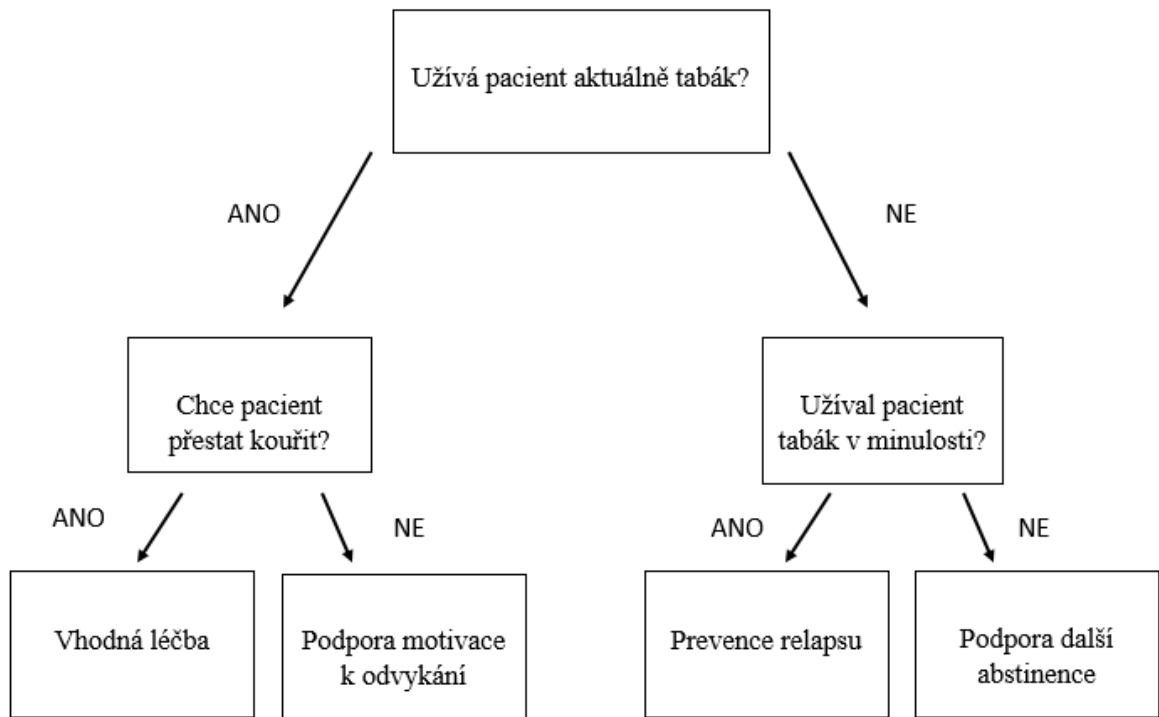 Užívá pacient aktuálně tabák?
ANO
NE
Chce pacient
přestat kouřit?
Užíval pacient
tabák v minulosti?
ANO
NE
ANO
NE
Vhodná léčba
Podpora motivace
k odvykání
Prevence relapsu
Podpora další
abstinence